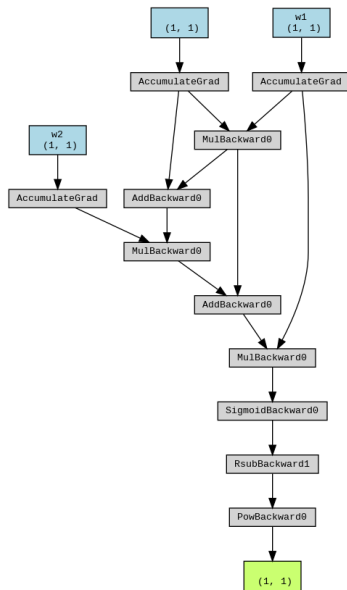 (1, 1)
w1
(1, 1)
AccumulateGrad
AccumulateGrad
w2
(1, 1)
MulBackward0
AccumulateGrad
AddBackward0
MulBackward0
AddBackward0
MulBackward0
SigmoidBackward0
RsubBackward1
PowBackward0
(1, 1)